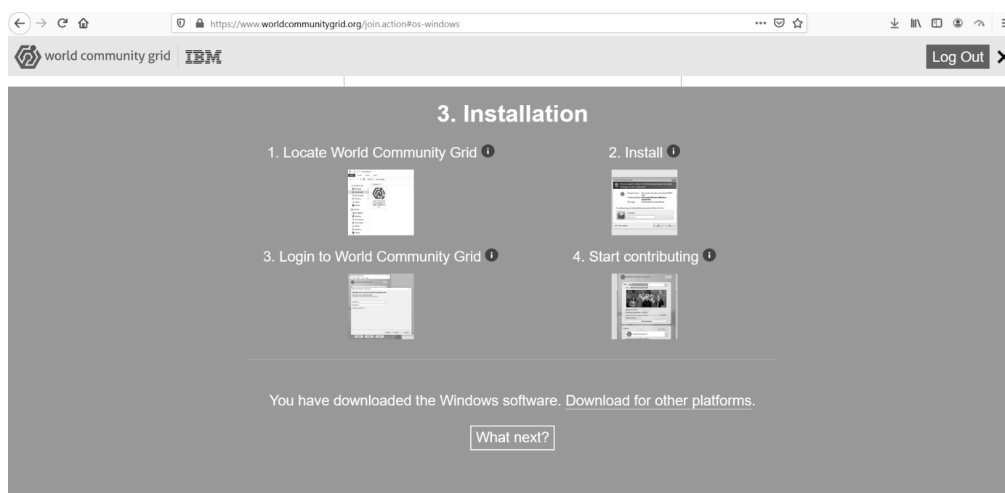 https://www.worldcommunitygrid.org/join.action#os-windows
world community grid IBM Log Out
3. Installation
1. Locate World Community Grid 2. Install
3. Login to World Community Grid 4. Start contributing
You have downloaded the Windows software. Download for other platforms.
What next?